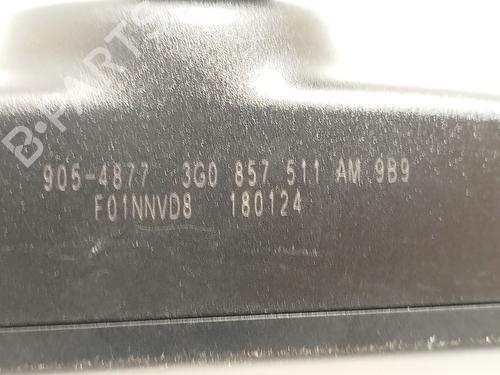 B-PARTS
905-4877 3G0 857 511 AM 9B9
F01NNVD8 180124